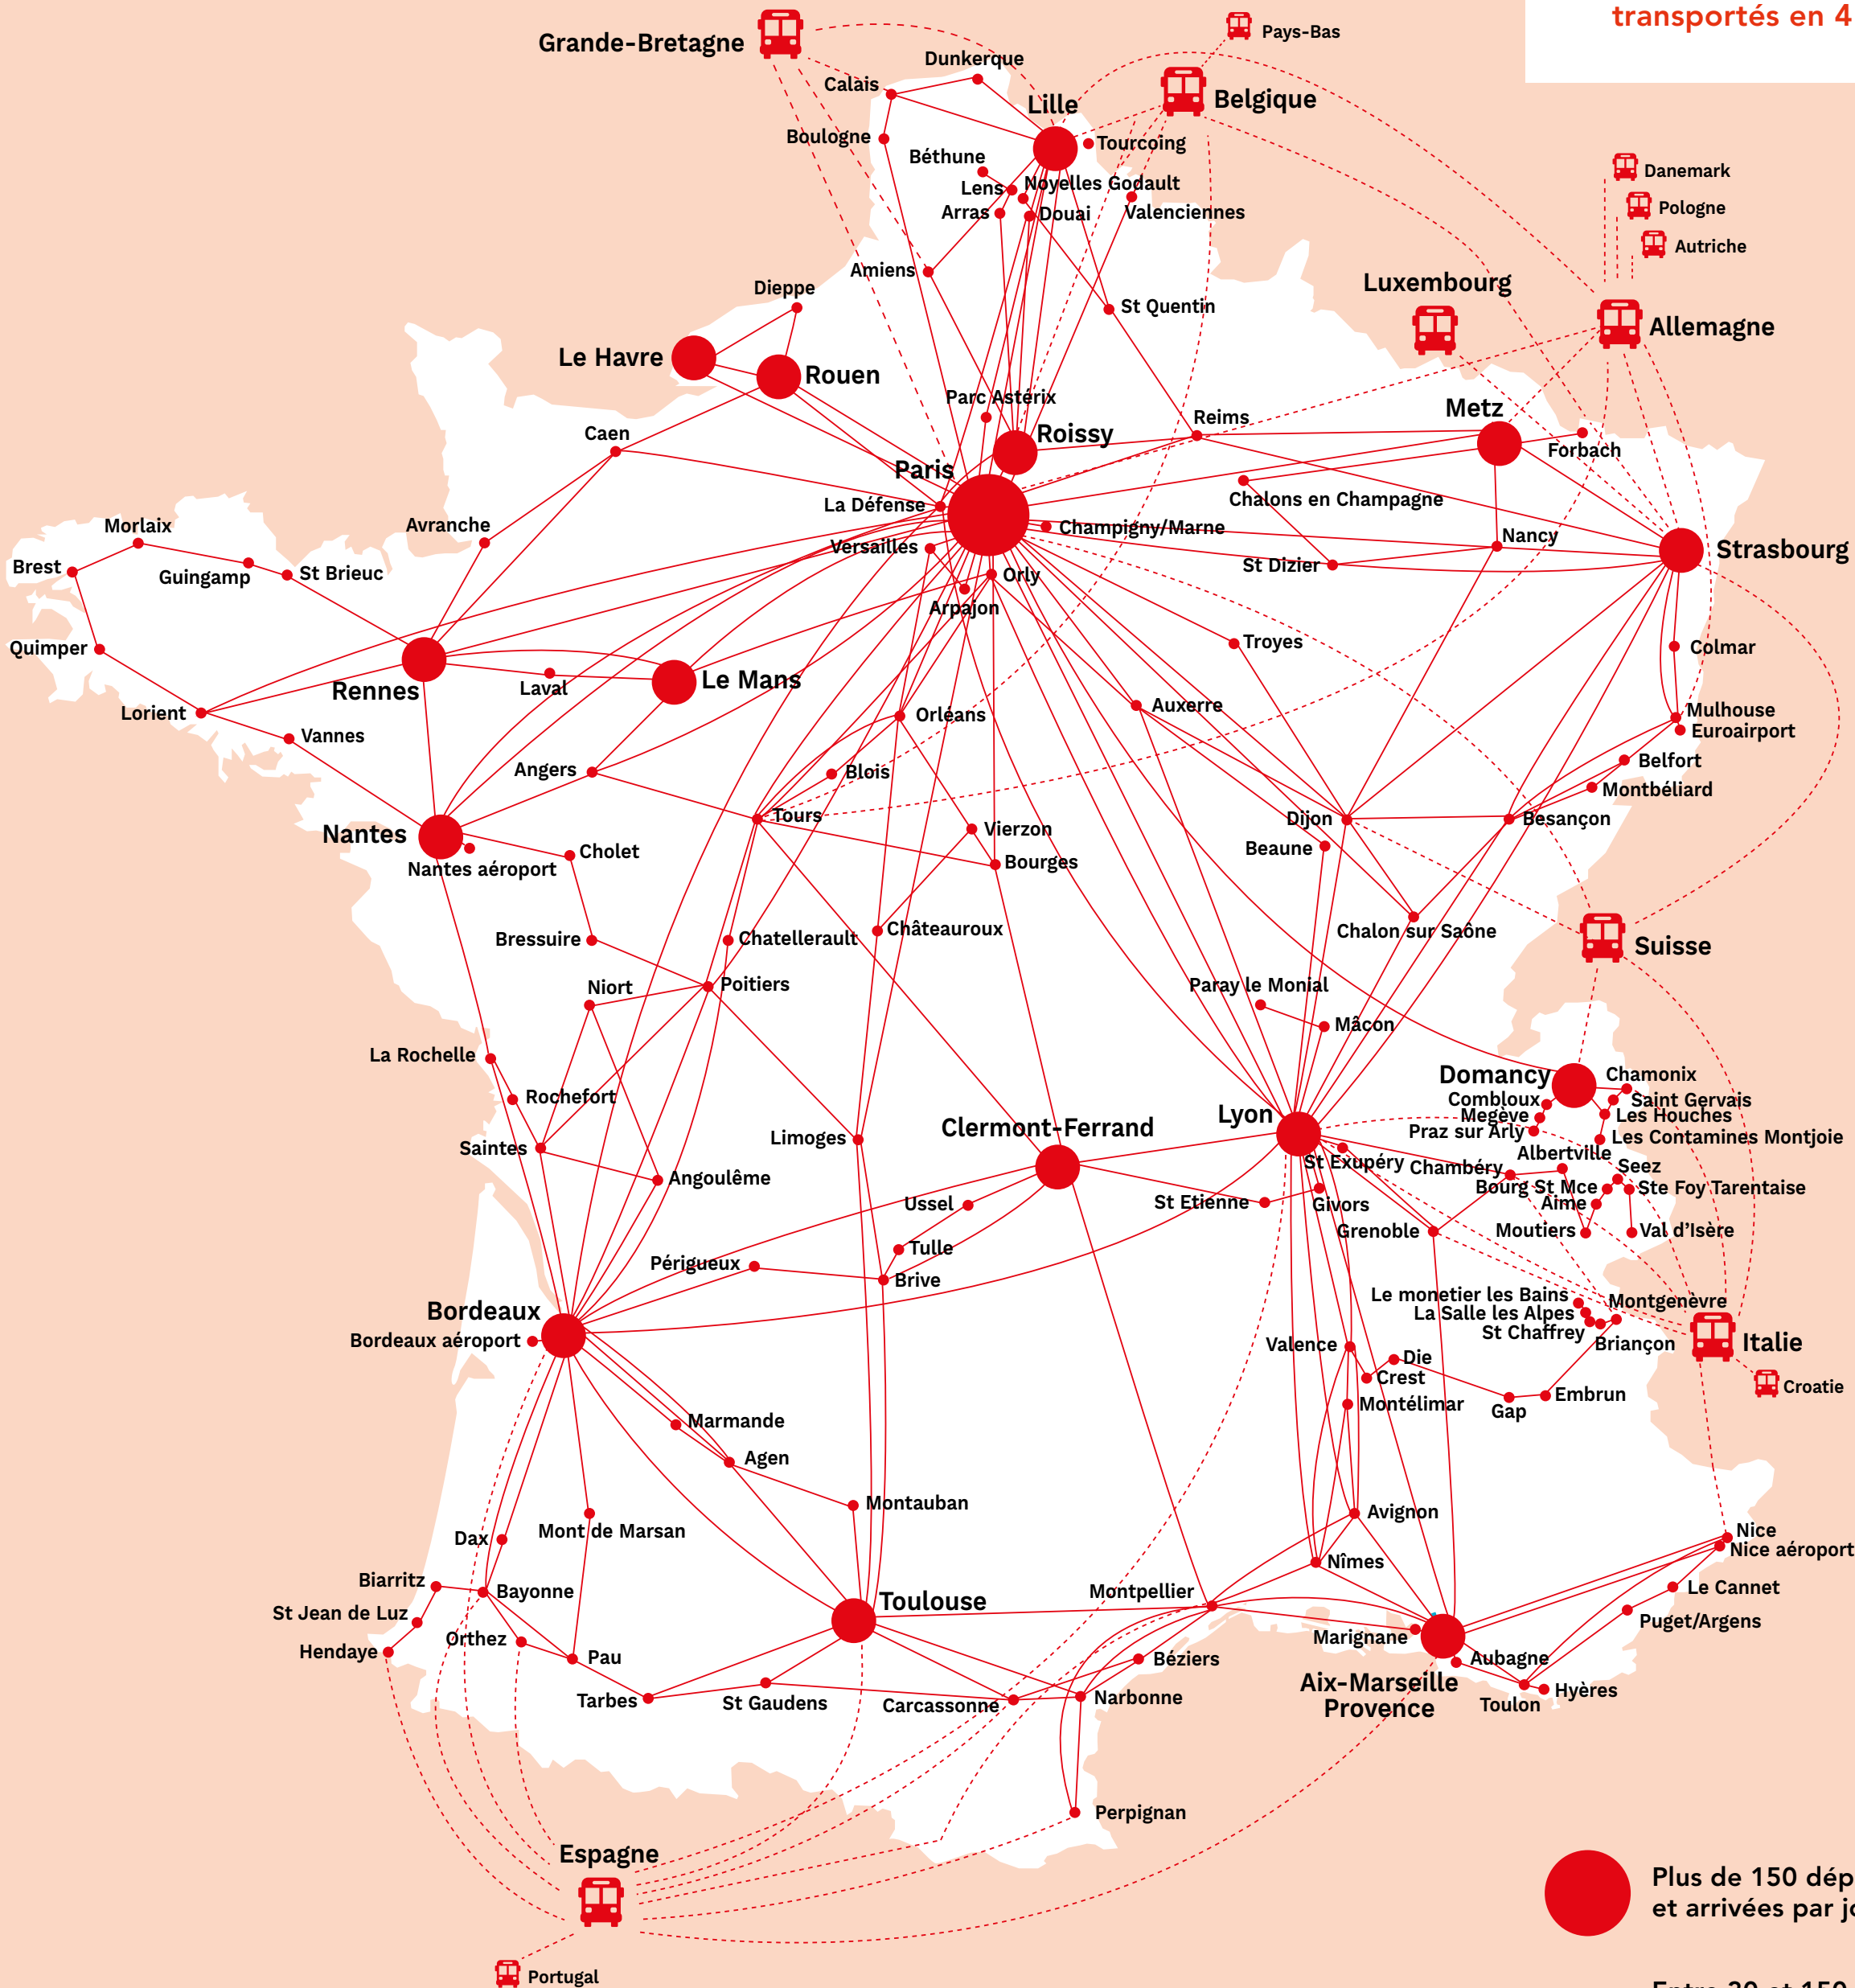 transportés en 4
Grande-Bretagne
Pays-Bas
Dunkerque
Calais
Lille
Belgique
Boulogne
Tourcoing
Béthune
Lens
Noyelles Godault
Arras
Douai
Valenciennes
Danemark
Pologne
Autriche
Amiens
Dieppe
St Quentin
Luxembourg
Allemagne
Le Havre
Rouen
Parc Astérix
Reims
Metz
Caen
Roissy
Forbach
Paris
La Défense
Chalons en Champagne
Morlaix
Avranche
Champigny/Marne
Versailles
Nancy
Strasbourg
Brest
Guingamp
St Brieuc
Orly
St Dizier
Arpajon
Quimper
Troyes
Colmar
Rennes
Laval
Le Mans
Lorient
Orléans
Auxerre
Mulhouse
Euroairport
Vannes
Angers
Blois
Belfort
Montbéliard
Nantes
Tours
Vierzon
Dijon
Besançon
Nantes aéroport
Cholet
Bourges
Beaune
Bressuire
Chatellerault
Châteauroux
Chalon sur Saône
Suisse
Niort
Poitiers
Paray le Monial
Mâcon
La Rochelle
Domancy
Chamonix
Rochefort
Combloux
Saint Gervais
Megève
Les Houches
Praz sur Arly
Les Contamines Montjoie
Saintes
Limoges
Clermont-Ferrand
Lyon
St Exupéry
Chambéry
Albertville
Seez
Angoulême
Bourg St Mce
Ste Foy Tarentaise
Ussel
St Etienne
Givors
Aime
Grenoble
Moutiers
Val d’Isère
Périgueux
Tulle
Brive
Bordeaux
Bordeaux aéroport
Le monetier les Bains
Montgenèvre
La Salle les Alpes
St Chaffrey
Briançon
Italie
Valence
Die
Crest
Croatie
Montélimar
Gap
Embrun
Marmande
Agen
Montauban
Mont de Marsan
Avignon
Dax
Nîmes
Nice
Nice aéroport
Biarritz
Bayonne
Toulouse
Montpellier
Le Cannet
St Jean de Luz
Puget/Argens
Hendaye
Orthez
Pau
Marignane
Aubagne
Béziers
Tarbes
St Gaudens
Carcassonne
Narbonne
Aix-Marseille
Provence
Toulon
Hyères
Perpignan
Espagne
Portugal
Plus de 150 dép
et arrivées par jo
Entre 30 et 150